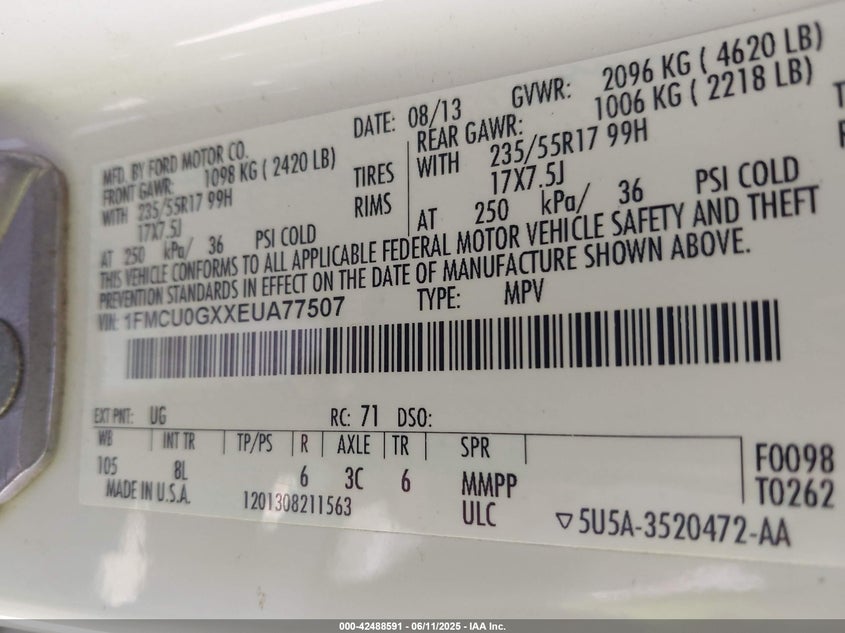 MFD. BY FORD MOTOR CO.
DATE: 08/13
GVWR: 2096 KG ( 4620 LB)
FRONT GAWR: 1098 KG ( 2420 LB)
REAR GAWR: 1006 KG ( 2218 LB)
WITH 235/55R17 99H TIRES
WITH 235/55R17 99H
17X7.5J RIMS
17X7.5J
AT 250 kPa/ 36 PSI COLD
AT 250 kPa/ 36 PSI COLD
THIS VEHICLE CONFORMS TO ALL APPLICABLE FEDERAL MOTOR VEHICLE SAFETY AND THEFT
PREVENTION STANDARDS IN EFFECT ON THE DATE OF MANUFACTURE SHOWN ABOVE.
VIN: 1FMCU0GXXEUA77507
TYPE: MPV
EXT PNT: UG RC: 71 DSO:
WB INT TR TP/PS R AXLE TR SPR
105 8L 6 3C 6 MMPP
F0098
T0262
MADE IN U.S.A.
1201308211563
ULC
▽5U5A-3520472-AA
000-42488591 - 06/11/2025 - IAA Inc.